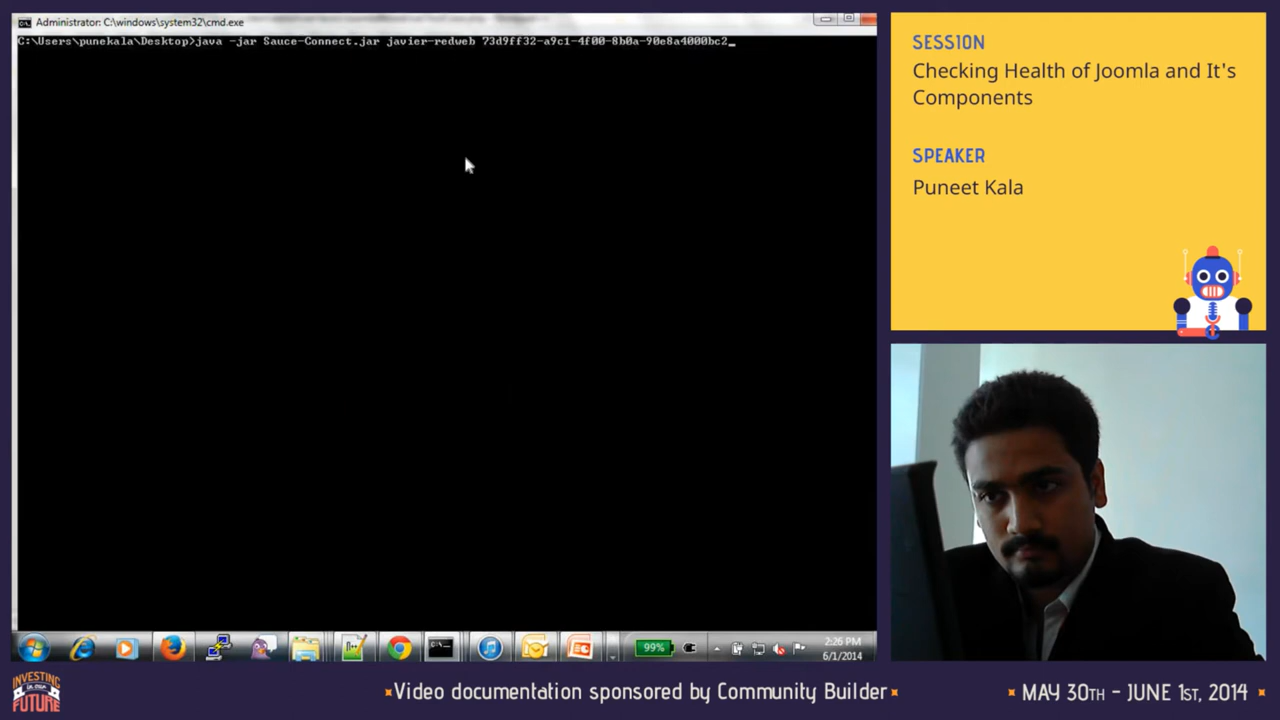 Administrator: C:\windows\system32\cmd.exe
C:\Users\punekala\Desktop>java -jar Sauce-Connect.jar javier-redweb 73d9ff32-a9c1-4f00-8b0a-90e8a4000bc2_
SESSION
Checking Health of Joomla and It's
Components
SPEAKER
Puneet Kala
99%
2:26 PM
6/1/2014
INVESTING
IN OUR
FUTURE
Video documentation sponsored by Community Builder
MAY 30TH - JUNE 1ST, 2014